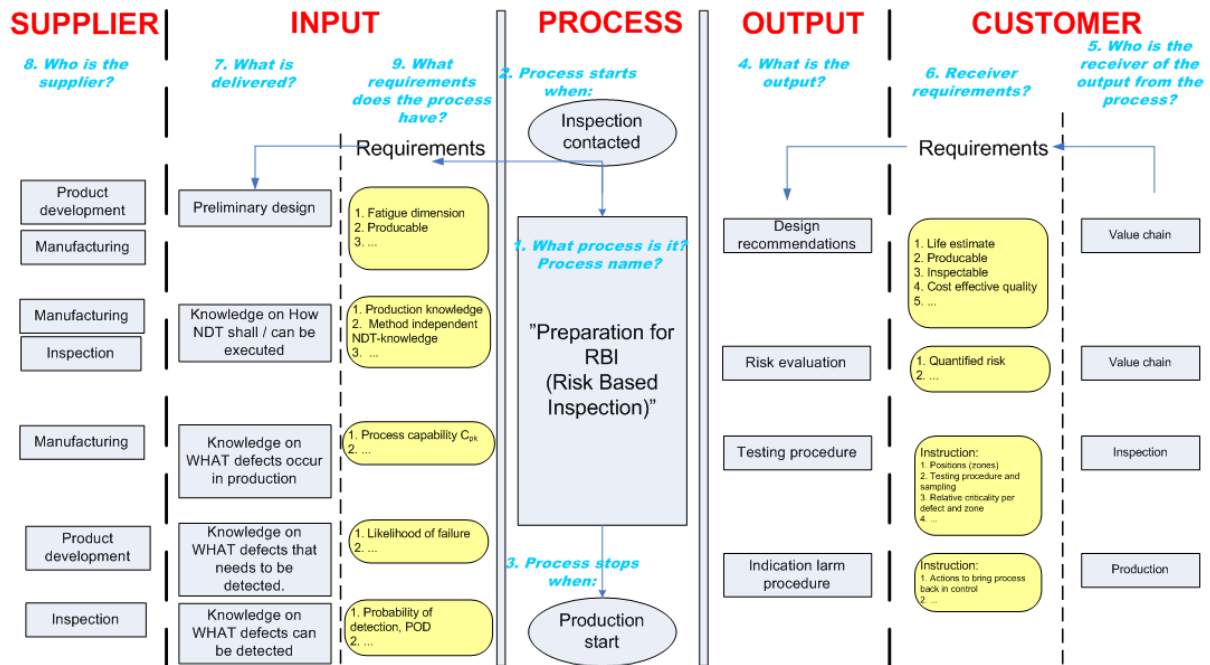 SUPPLIER
INPUT
PROCESS
OUTPUT
CUSTOMER
8. Who is the
supplier?
7. What is
delivered?
9. What
requirements
does the process
have?
2. Process starts
when:
4. What is the
output?
6. Receiver
requirements?
5. Who is the
receiver of the
output from the
process?
Inspection
contacted
Requirements
Requirements
Product
development
Manufacturing
Preliminary design
1. Fatigue dimension
2. Producable
3. ...
1. What process is it?
Process name?
"Preparation for
RBI
(Risk Based
Inspection)"
Design
recommendations
1. Life estimate
2. Producable
3. Inspectable
4. Cost effective quality
5. ...
Value chain
Manufacturing
Inspection
Knowledge on How
NDT shall / can be
executed
1. Production knowledge
2. Method independent
NDT-knowledge
3. ...
Risk evaluation
1. Quantified risk
2. ...
Value chain
Manufacturing
Knowledge on
WHAT defects occur
in production
1. Process capability Cpk
2. ...
Testing procedure
Instruction:
1. Positions (zones)
2. Testing procedure and
sampling
3. Relative criticality per
defect and zone
4. ...
Inspection
Product
development
Knowledge on
WHAT defects that
needs to be
detected.
1. Likelihood of failure
2. ...
3. Process stops
when:
Indication larm
procedure
Instruction:
1. Actions to bring process
back in control
2. ...
Production
Inspection
Knowledge on
WHAT defects can
be detected
1. Probability of
detection, POD
2. ...
Production
start